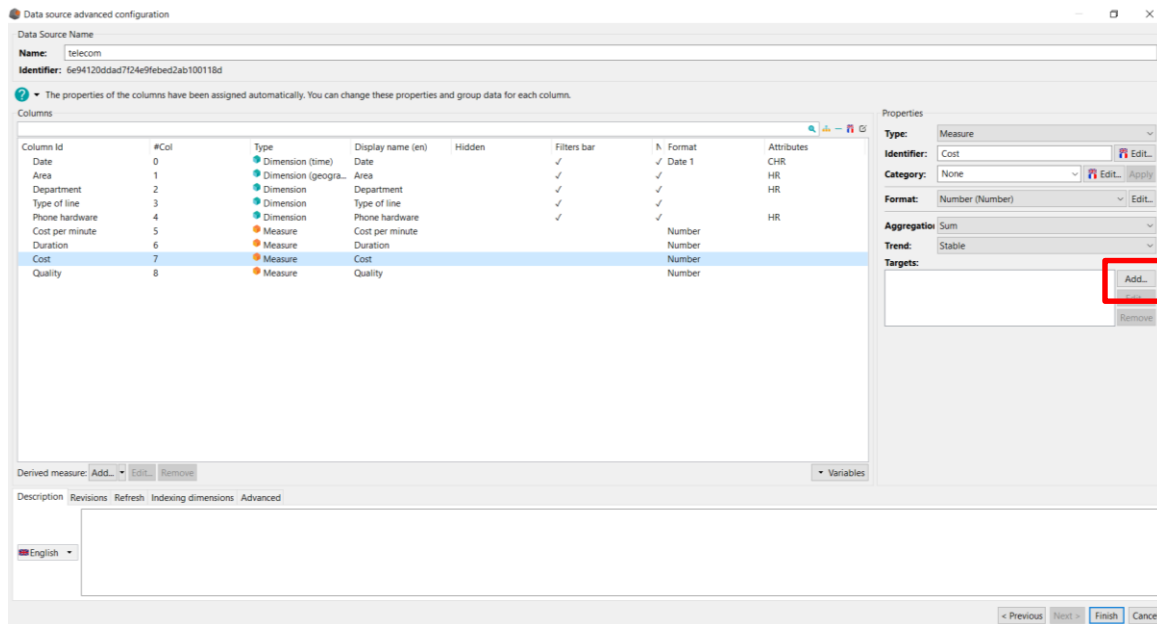 Data source advanced configuration
Data Source Name
Name: telecom
Identifier: 6e94120ddad7f24e9febed2ab100118d
The properties of the columns have been assigned automatically. You can change these properties and group data for each column.
Columns
Column Id #Col Type Display name (en) Hidden Filters bar N Format Attributes
Date 0 Dimension (time) Date ✓ ✓ Date 1 CHR
Area 1 Dimension (geogra... Area ✓ ✓ HR
Department 2 Dimension Department ✓ ✓ HR
Type of line 3 Dimension Type of line ✓ ✓
Phone hardware 4 Dimension Phone hardware ✓ ✓ HR
Cost per minute 5 Measure Cost per minute Number
Duration 6 Measure Duration Number
Cost 7 Measure Cost Number
Quality 8 Measure Quality Number
Derived measure: Add... Edit... Remove Variables
Properties
Type: Measure
Identifier: Cost Edit...
Category: None Edit... Apply
Format: Number (Number) Edit...
Aggregation Sum
Trend: Stable
Targets:
Add...
Edit...
Remove
Description Revisions Refresh Indexing dimensions Advanced
English
< Previous Next > Finish Cance